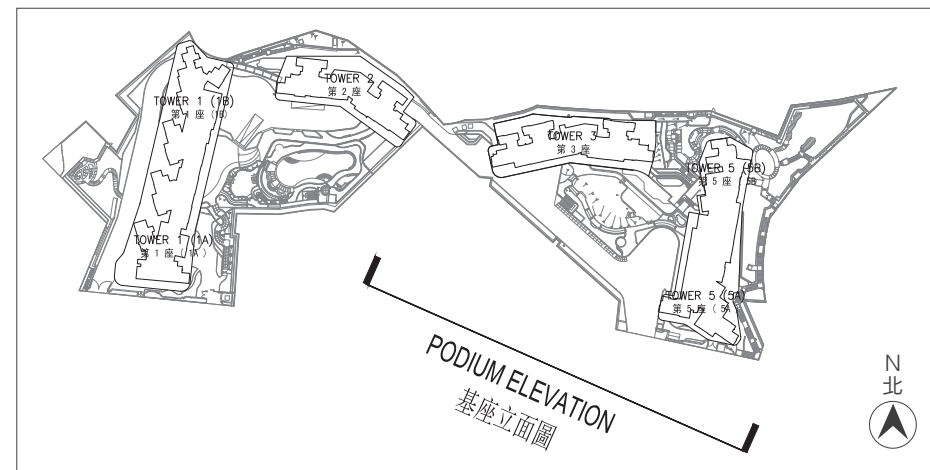 TOWER 1 (1B)
第 1 座 (1B)
TOWER 2
第 2 座
TOWER 3
第 3 座
TOWER 5 (5B)
第 5 座 ( 5B
TOWER 1 (1A)
第 1 座 ( 1A )
TOWER 5 (5A)
第 5 座 ( 5A )
PODIUM ELEVATION
基座立面圖
N
北